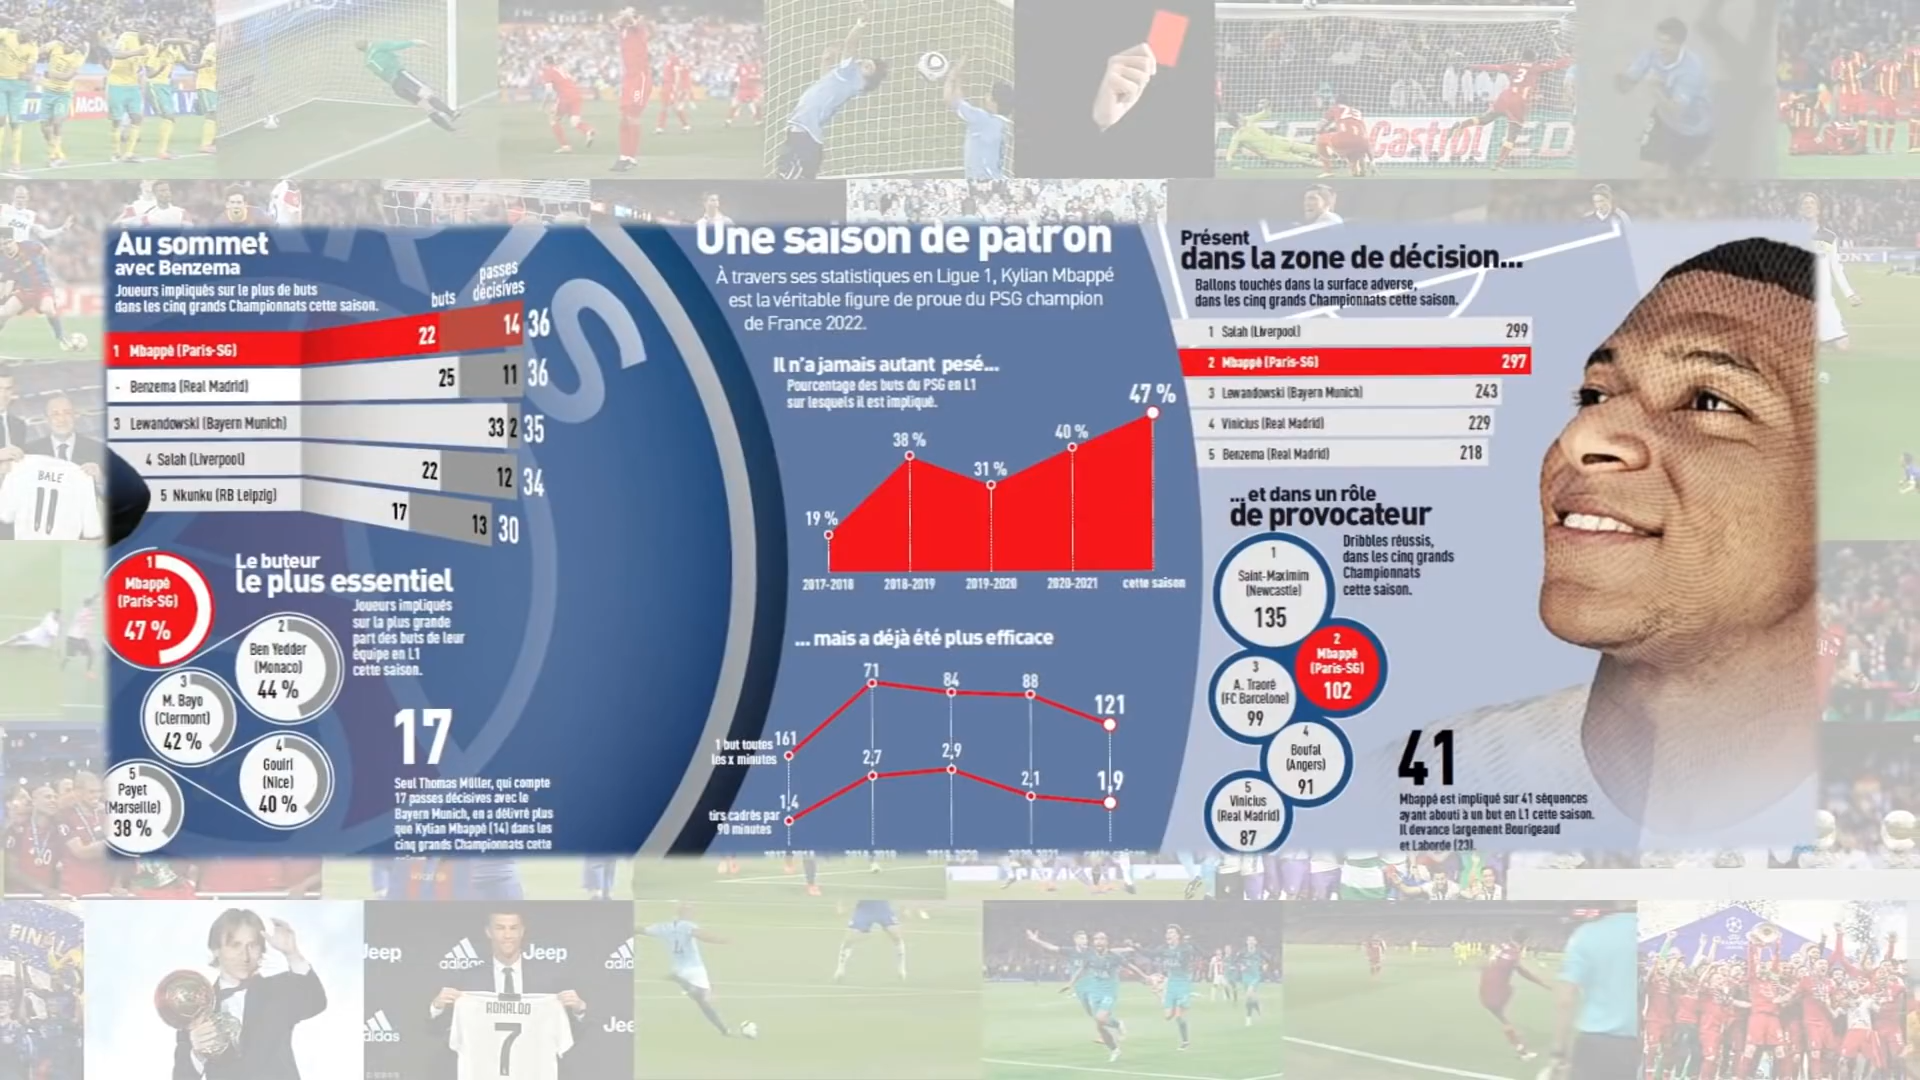 Au sommet
avec Benzema
Joueurs impliqués sur le plus de buts
dans les cinq grands Championnats cette saison.
buts
passes
décisives
1 Mbappé (Paris-SG) 22 14 36
- Benzema (Real Madrid) 25 11 36
3 Lewandowski (Bayern Munich) 33 2 35
4 Salah (Liverpool) 22 12 34
5 Nkunku (RB Leipzig) 17 13 30
Le buteur
le plus essentiel
Joueurs impliqués
sur la plus grande
part des buts de leur
équipe en L1
cette saison.
1
Mbappé
(Paris-SG)
47 %
2
Ben Yedder
(Monaco)
44 %
3
M. Bayo
(Clermont)
42 %
4
Gouiri
(Nice)
40 %
5
Payet
(Marseille)
38 %
17
Seul Thomas Müller, qui compte
17 passes décisives avec le
Bayern Munich, en a délivré plus
que Kylian Mbappé (14) dans les
cinq grands Championnats cette
Une saison de patron
À travers ses statistiques en Ligue 1, Kylian Mbappé
est la véritable figure de proue du PSG champion
de France 2022.
Il n'a jamais autant pesé...
Pourcentage des buts du PSG en L1
sur lesquels il est impliqué.
19 % 38 % 31 % 40 % 47 %
2017-2018 2018-2019 2019-2020 2020-2021 cette saison
... mais a déjà été plus efficace
1 but toutes
les x minutes
161 71 84 88 121
tirs cadrés par
90 minutes
1,4 2,7 2,9 2,1 1,9
Présent
dans la zone de décision...
Ballons touchés dans la surface adverse,
dans les cinq grands Championnats cette saison.
1 Salah (Liverpool) 299
2 Mbappé (Paris-SG) 297
3 Lewandowski (Bayern Munich) 243
4 Vinicius (Real Madrid) 229
5 Benzema (Real Madrid) 218
... et dans un rôle
de provocateur
Dribbles réussis,
dans les cinq grands
Championnats
cette saison.
1
Saint-Maximim
(Newcastle)
135
2
Mbappé
(Paris-SG)
102
3
A. Traoré
(FC Barcelone)
99
4
Boufal
(Angers)
91
5
Vinicius
(Real Madrid)
87
41
Mbappé est impliqué sur 41 séquences
ayant abouti à un but en L1 cette saison.
Il devance largement Bourigeaud
et Laborde (23).
McD
Castrol
SONY
BALE
11
FINAL
Jeep
adidas
Jeep
adid
RONALDO
7
adidas
Jee